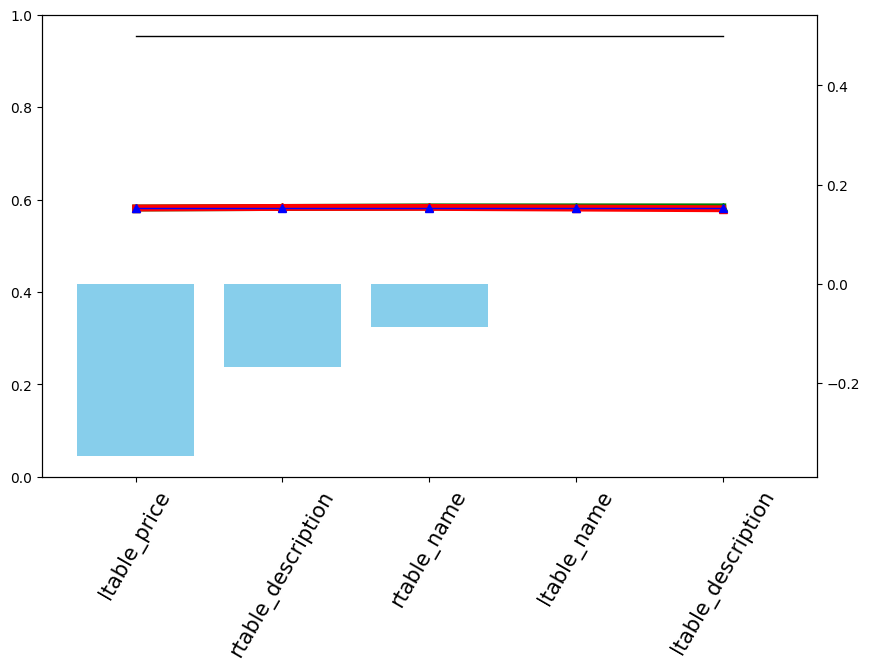 1.0
0.8
0.6
0.4
0.2
0.0
0.4
0.2
0.0
−0.2
ltable_price
rtable_description
rtable_name
ltable_name
ltable_description